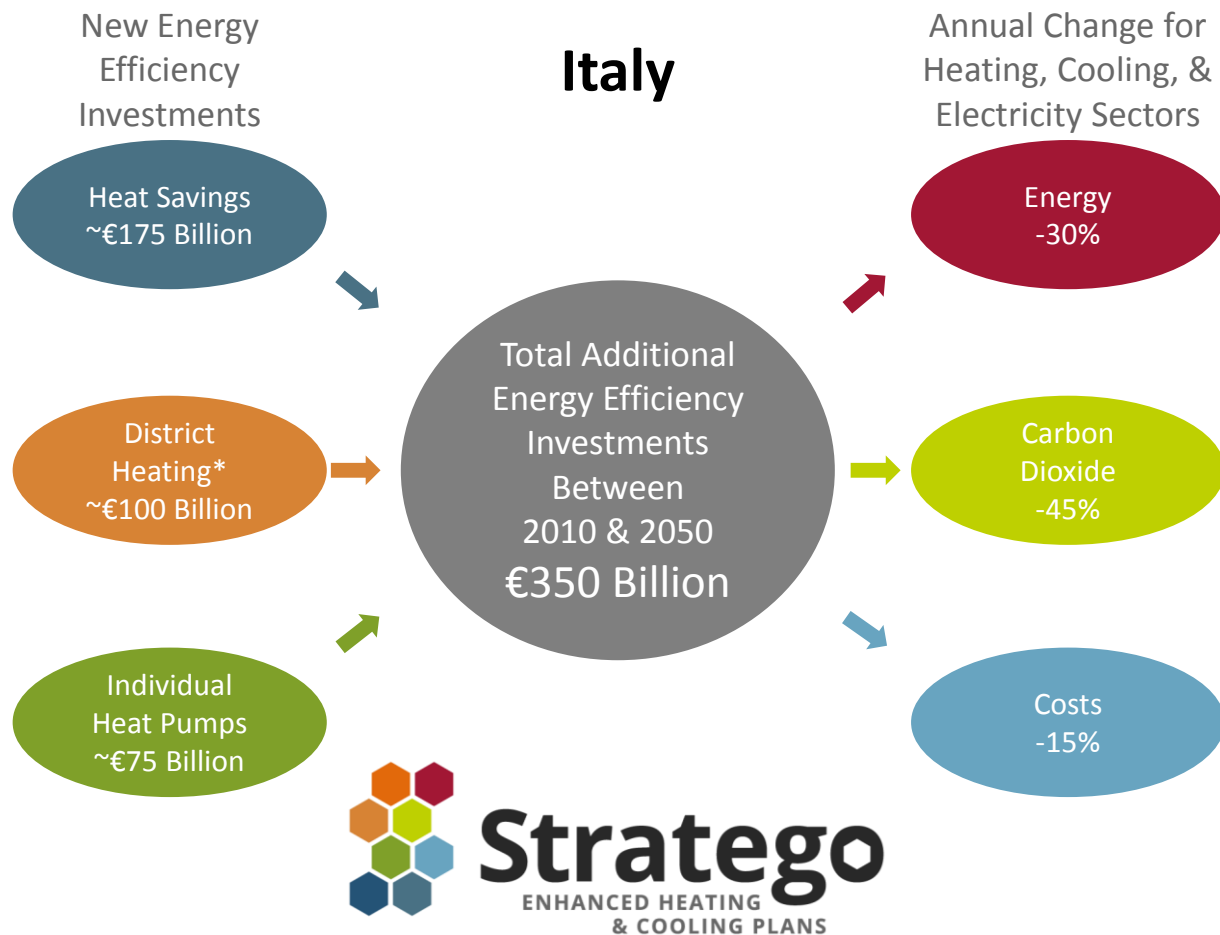 New Energy
Efficiency
Investments
Italy
Annual Change for
Heating, Cooling, &
Electricity Sectors
Heat Savings
~€175 Billion
Energy
-30%
Total Additional
Energy Efficiency
Investments
Between
2010 & 2050
€350 Billion
District
Heating*
~€100 Billion
Carbon
Dioxide
-45%
Individual
Heat Pumps
~€75 Billion
Costs
-15%
Stratego
ENHANCED HEATING
& COOLING PLANS